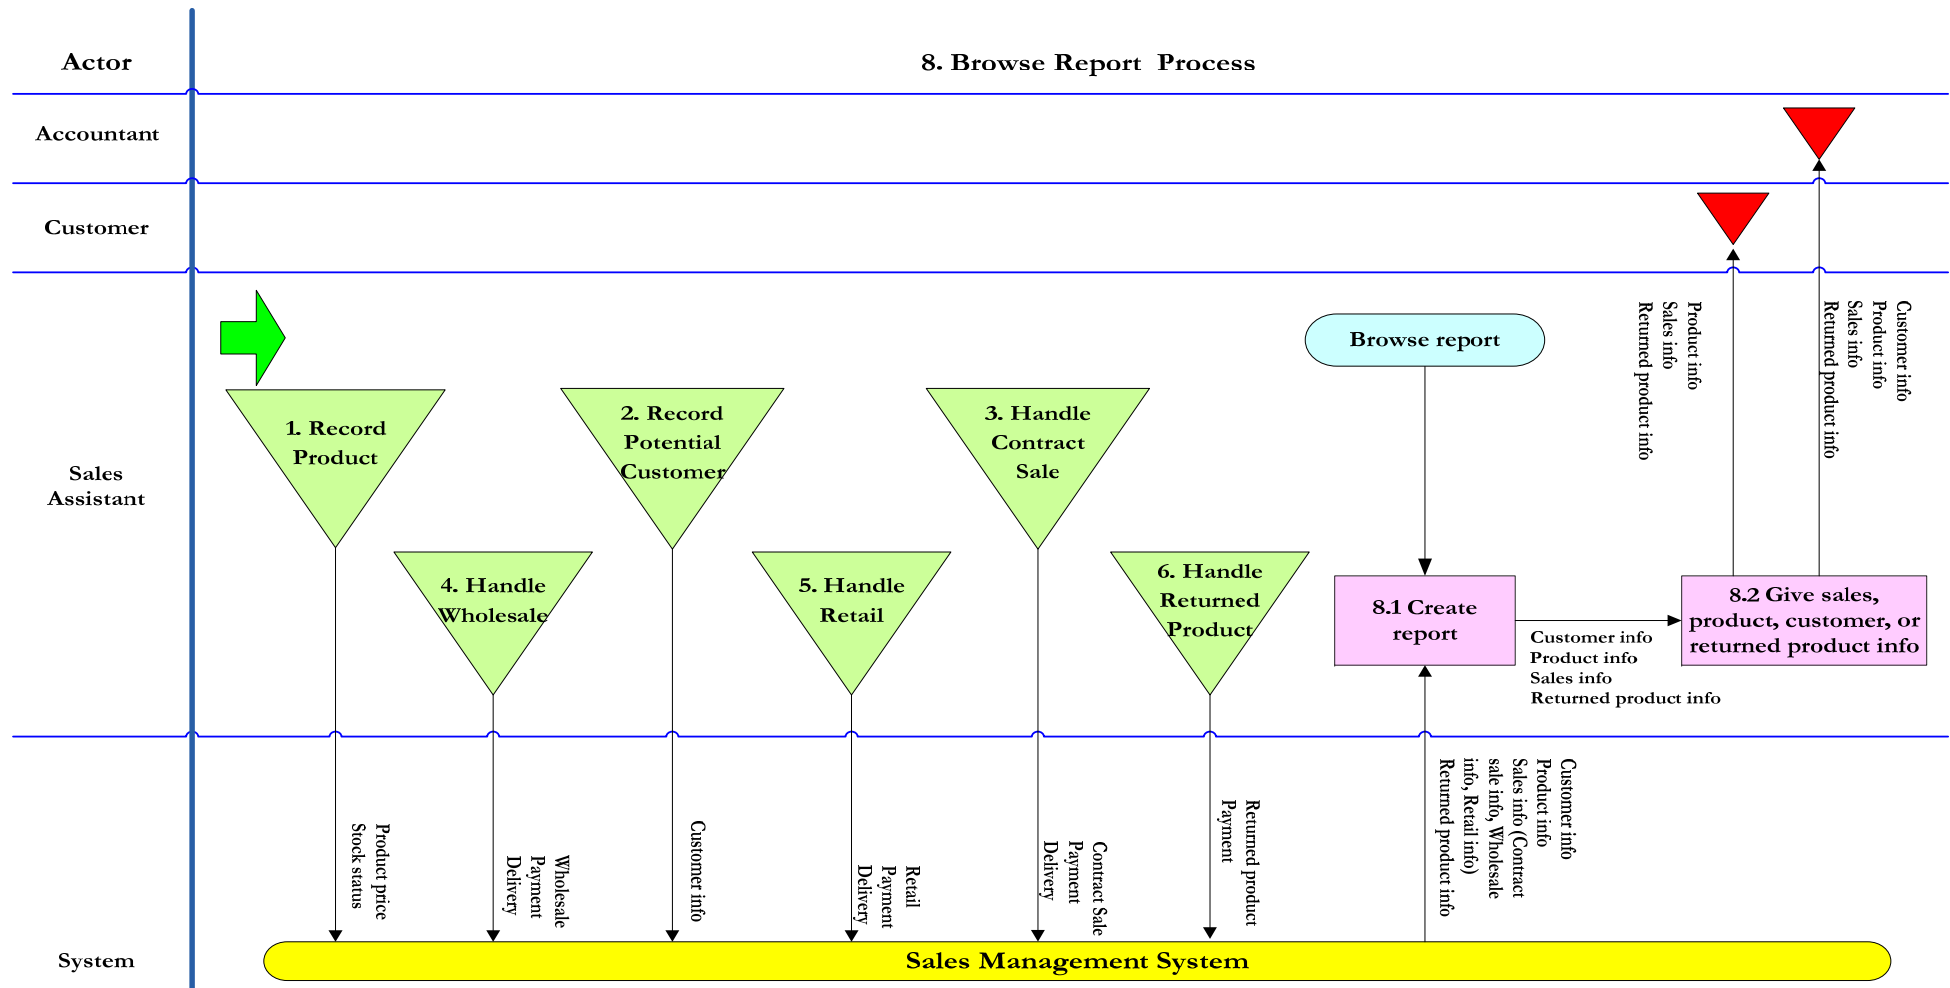 Actor
8. Browse Report Process
Accountant
Customer
Sales
Assistant
System
1. Record
Product
2. Record
Potential
Customer
3. Handle
Contract
Sale
4. Handle
Wholesale
5. Handle
Retail
6. Handle
Returned
Product
Browse report
8.1 Create
report
Customer info
Product info
Sales info
Returned product info
8.2 Give sales,
product, customer, or
returned product info
Product info
Sales info
Returned product info
Customer info
Product info
Sales info
Returned product info
Product price
Stock status
Wholesale
Payment
Delivery
Customer info
Retail
Payment
Delivery
Contract Sale
Payment
Delivery
Returned product
Payment
Customer info
Product info
Sales info (Contract
sale info, Wholesale
info, Retail info)
Returned product info
Sales Management System